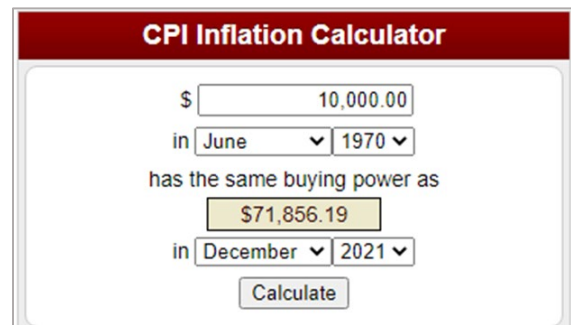 CPI Inflation Calculator
$ 10,000.00
in June 1970
has the same buying power as
$71,856.19
in December 2021
Calculate